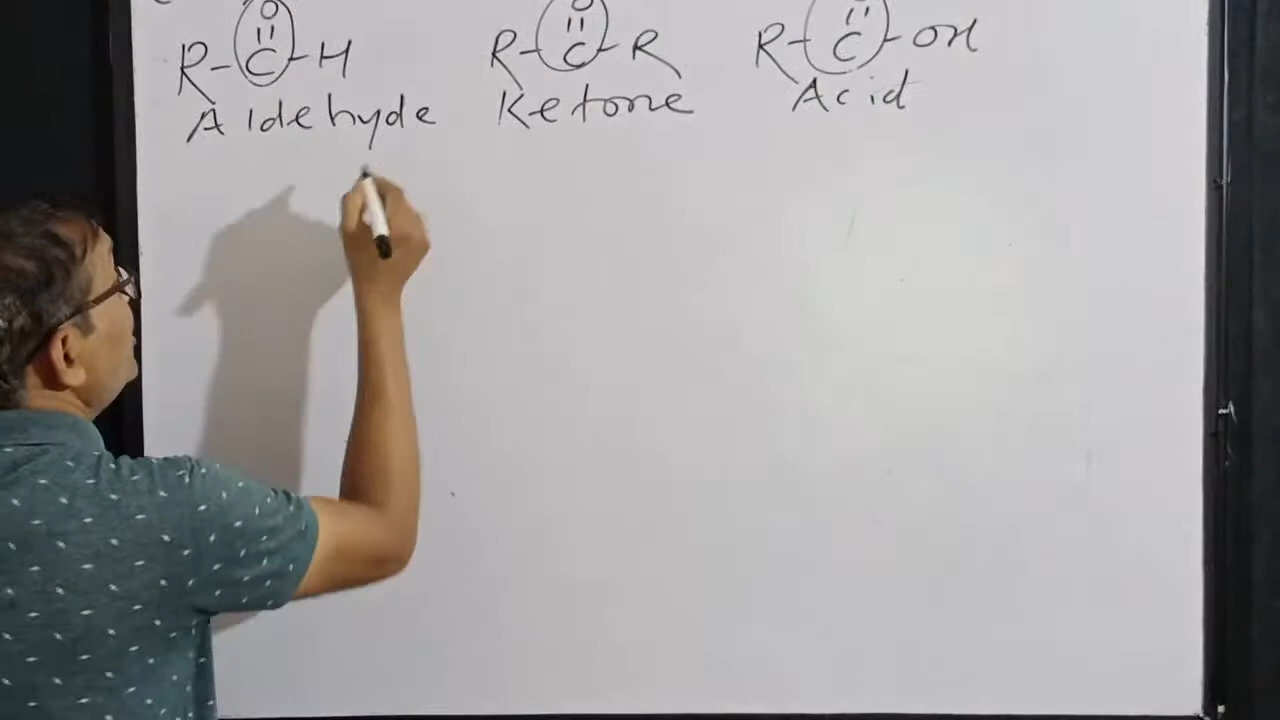 O O
|| || ||
R-C-H R-C-R R-C-OH
Aldehyde Ketone Acid